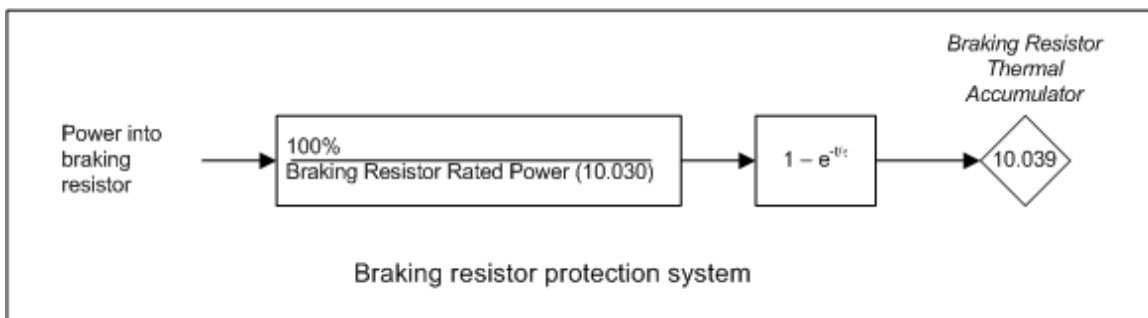 Braking Resistor
Thermal
Accumulator
Power into
braking
resistor
100%
Braking Resistor Rated Power (10.030)
1 – e-t/τ
10.039
Braking resistor protection system